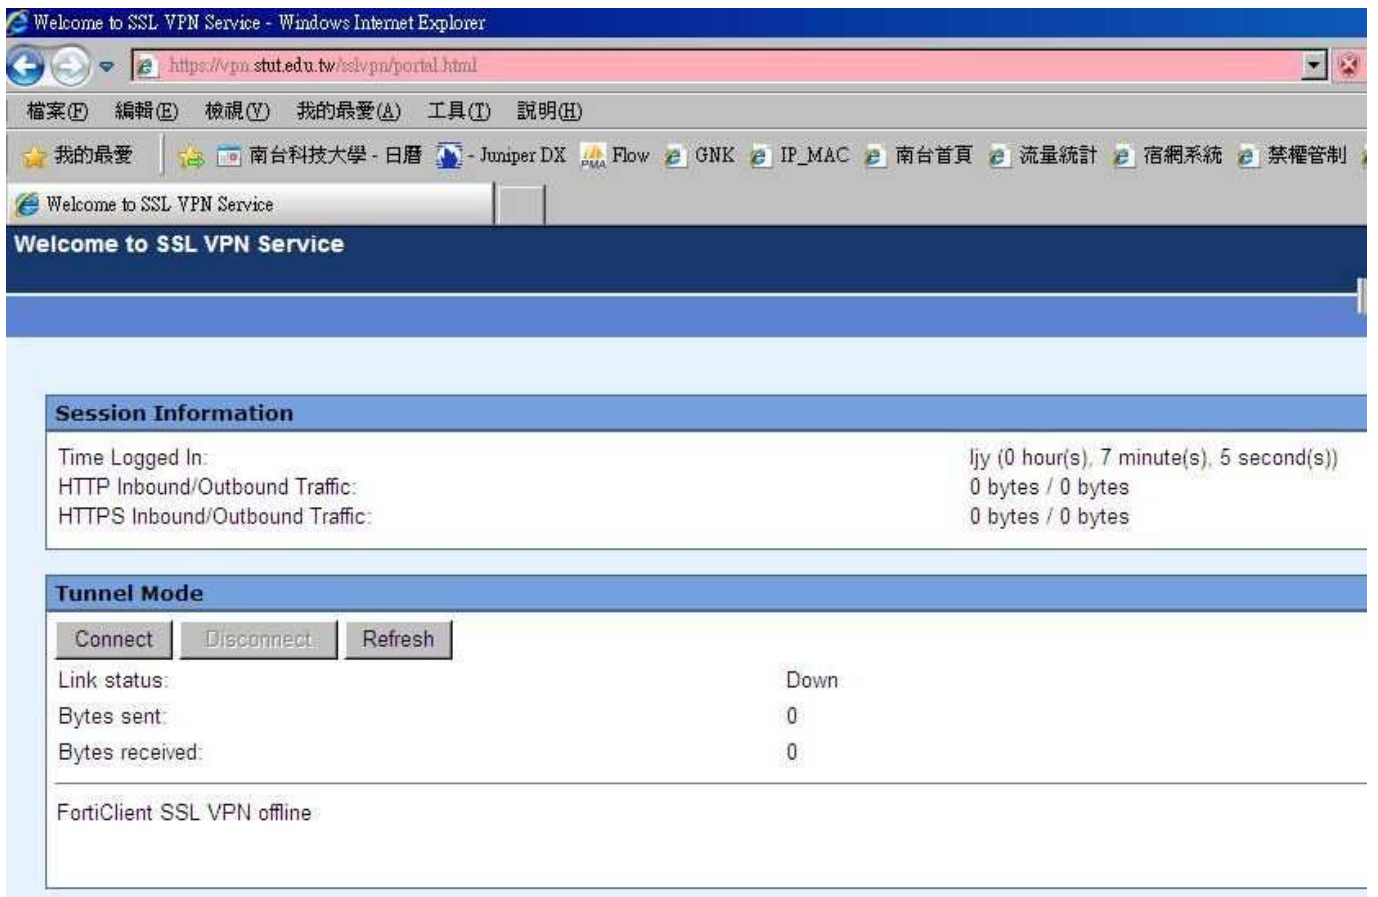 Welcome to SSL VPN Service - Windows Internet Explorer
https://vpn.stut.edu.tw/sslvpn/portal.html
檔案(F) 編輯(E) 檢視(V) 我的最愛(A) 工具(T) 說明(H)
我的最愛 南台科技大學 - 日曆 - Juniper DX PMA Flow GNK IP_MAC 南台首頁 流量統計 宿網系統 禁權管制
Welcome to SSL VPN Service
Welcome to SSL VPN Service
Session Information
Time Logged In: ljy (0 hour(s), 7 minute(s), 5 second(s))
HTTP Inbound/Outbound Traffic: 0 bytes / 0 bytes
HTTPS Inbound/Outbound Traffic: 0 bytes / 0 bytes
Tunnel Mode
Connect Disconnect Refresh
Link status: Down
Bytes sent: 0
Bytes received: 0
FortiClient SSL VPN offline